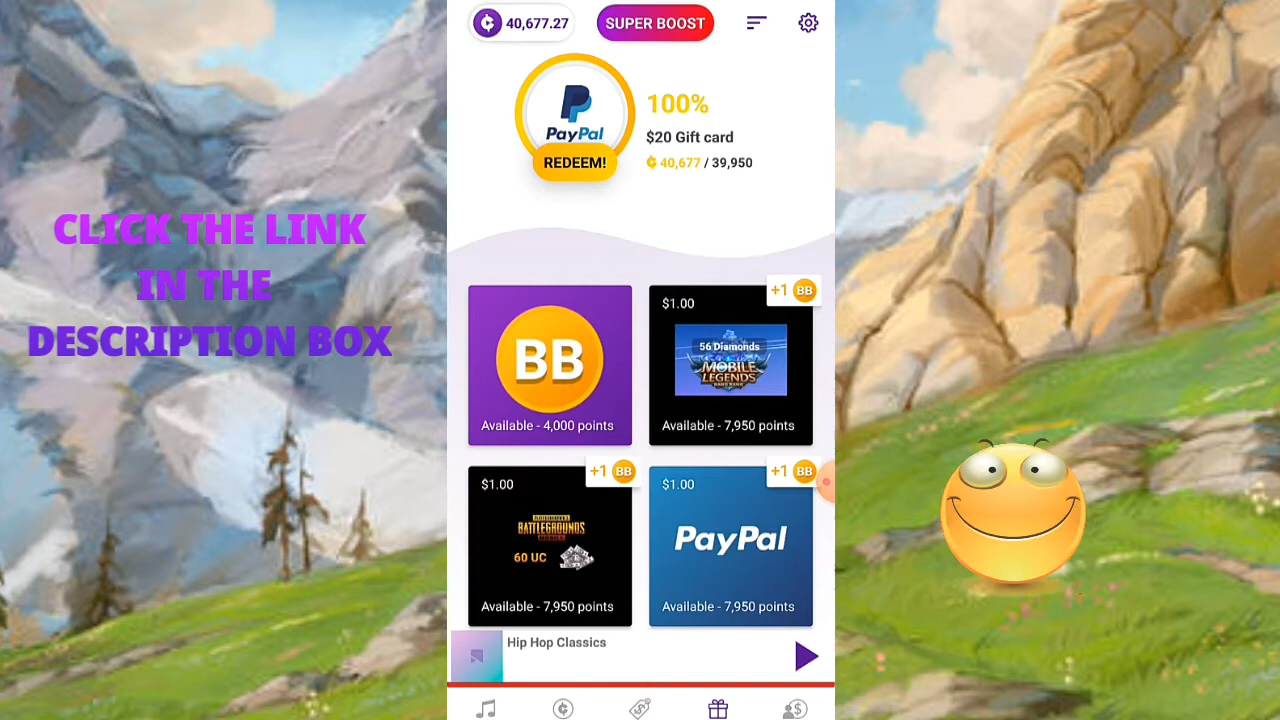 CLICK THE LINK
IN THE
DESCRIPTION BOX
40,677.27
SUPER BOOST
PayPal
REDEEM!
100%
$20 Gift card
40,677 / 39,950
BB
Available - 4,000 points
+1 BB
$1.00
56 Diamonds
MOBILE
LEGENDS
BANG BANG
Available - 7,950 points
+1 BB
$1.00
BATTLEGROUNDS
MOBILE
60 UC
Available - 7,950 points
+1 BB
$1.00
PayPal
Available - 7,950 points
Hip Hop Classics